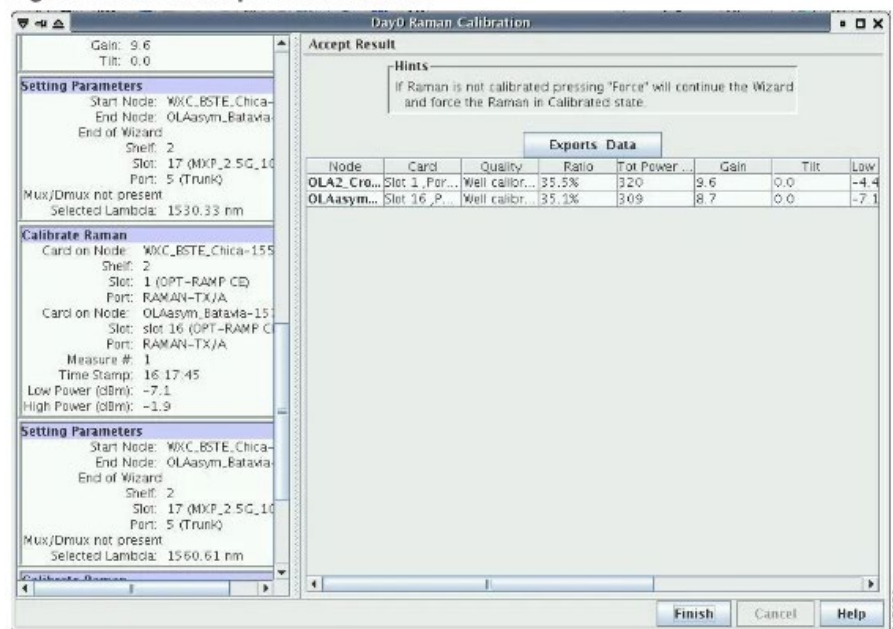 Day0 Raman Calibration
Gain: 9.6
Tilt: 0.0
Setting Parameters
Start Node: WXC_BSTE_Chica-
End Node: OLAasym_Batavia-
End of Wizard
Shelf: 2
Slot: 17 (MXP_2.5G_10
Port: 5 (Trunk)
Mux/Dmux not present
Selected Lambda: 1530.33 nm
Calibrate Raman
Card on Node: WXC_BSTE_Chica-155
Shelf: 2
Slot: 1 (OPT-RAMP CE)
Port: RAMAN-TX/A
Card on Node: OLAasym_Batavia-15
Slot: slot 16 (OPT-RAMP C
Port: RAMAN-TX/A
Measure #: 1
Time Stamp: 16:17:45
Low Power (dBm): -7.1
High Power (dBm): -1.9
Setting Parameters
Start Node: WXC_BSTE_Chica-
End Node: OLAasym_Batavia-
End of Wizard
Shelf: 2
Slot: 17 (MXP_2.5G_10
Port: 5 (Trunk)
Mux/Dmux not present
Selected Lambda: 1560.61 nm
Calibrate Raman
Accept Result
Hints
If Raman is not calibrated pressing "Force" will continue the Wizard
and force the Raman in Calibrated state.
Exports Data
Node Card Quality Ratio Tot Power ... Gain Tilt Low
OLA2_Cro... Slot 1 ,Por... Well calibr... 35.5% 320 9.6 0.0 -4.4
OLAasym... Slot 16 ,P... Well calibr... 35.1% 309 8.7 0.0 -7.1
Finish Cancel Help